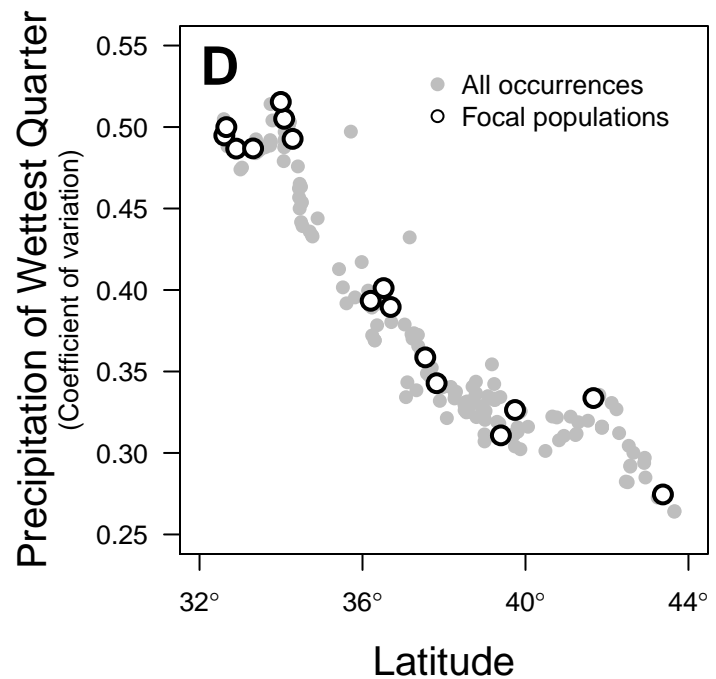 D
All occurrences
Focal populations
Precipitation of Wettest Quarter
(Coefficient of variation)
0.55
0.50
0.45
0.40
0.35
0.30
0.25
32° 36° 40° 44°
Latitude